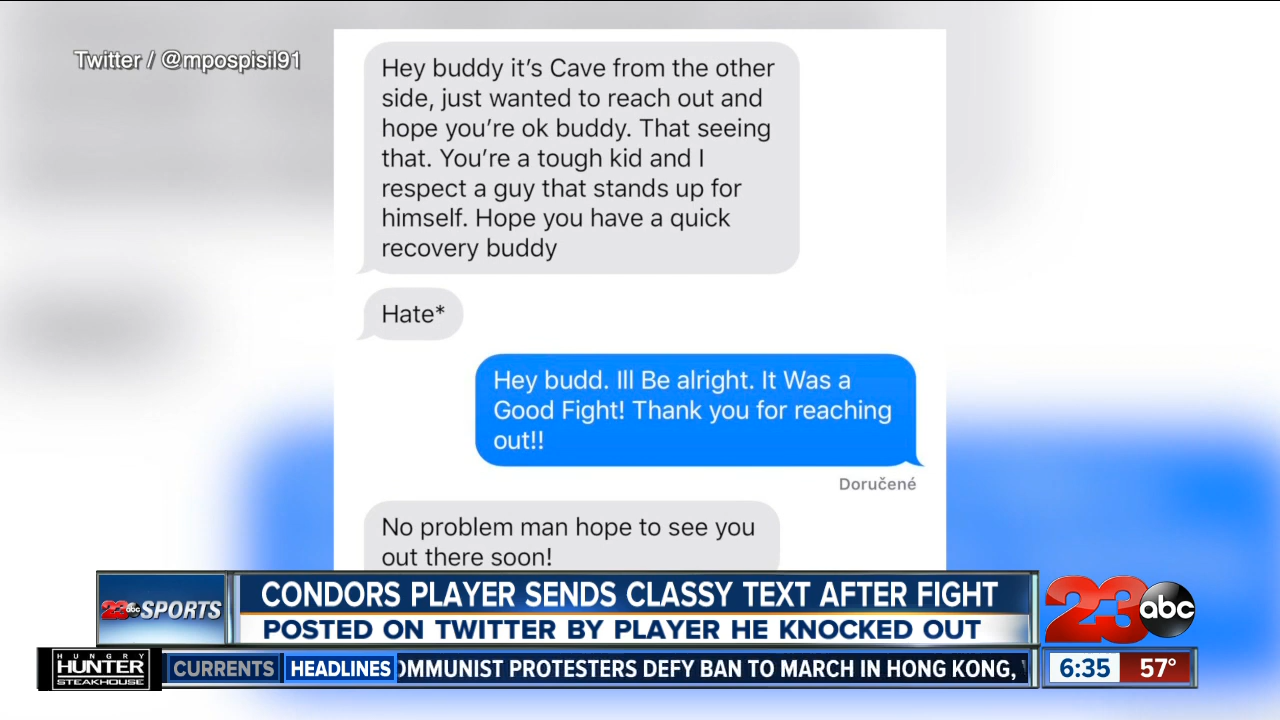 Twitter / @mpospisil91
Hey buddy it's Cave from the other
side, just wanted to reach out and
hope you're ok buddy. That seeing
that. You're a tough kid and I
respect a guy that stands up for
himself. Hope you have a quick
recovery buddy
Hate*
Hey budd. Ill Be alright. It Was a
Good Fight! Thank you for reaching
out!!
Doručené
No problem man hope to see you
out there soon!
23 abc SPORTS
CONDORS PLAYER SENDS CLASSY TEXT AFTER FIGHT
POSTED ON TWITTER BY PLAYER HE KNOCKED OUT
23 abc
HUNGRY
HUNTER
STEAKHOUSE
CURRENTS
HEADLINES
OMMUNIST PROTESTERS DEFY BAN TO MARCH IN HONG KONG,
6:35
57°